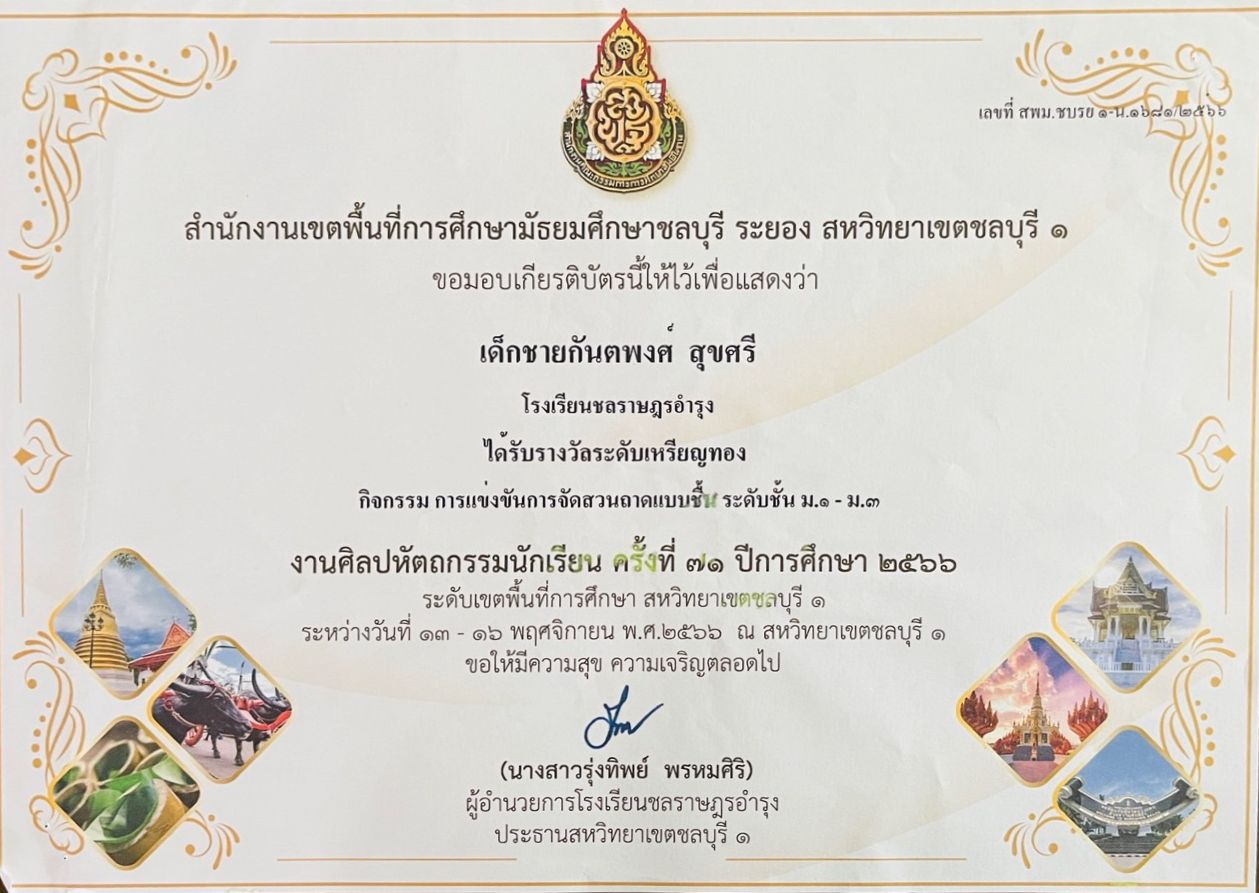 เลขที่ สพม.ชบรย ๑-น.๑๖๘๑/๒๕๖๖
สำนักงานเขตพื้นที่การศึกษามัธยมศึกษาชลบุรี ระยอง สหวิทยาเขตชลบุรี ๑
ขอมอบเกียรติบัตรนี้ให้ไว้เพื่อแสดงว่า
เด็กชายกันตพงศ์ สุขศรี
โรงเรียนชลราษฎรอำรุง
ได้รับรางวัลระดับเหรียญทอง
กิจกรรม การแข่งขันการจัดสวนถาดแบบชื้น ระดับชั้น ม.๑ - ม.๓
งานศิลปหัตถกรรมนักเรียน ครั้งที่ ๗๑ ปีการศึกษา ๒๕๖๖
ระดับเขตพื้นที่การศึกษา สหวิทยาเขตชลบุรี ๑
ระหว่างวันที่ ๑๓ - ๑๖ พฤศจิกายน พ.ศ.๒๕๖๖ ณ สหวิทยาเขตชลบุรี ๑
ขอให้มีความสุข ความเจริญตลอดไป
(นางสาวรุ่งทิพย์ พรหมศิริ)
ผู้อำนวยการโรงเรียนชลราษฎรอำรุง
ประธานสหวิทยาเขตชลบุรี ๑